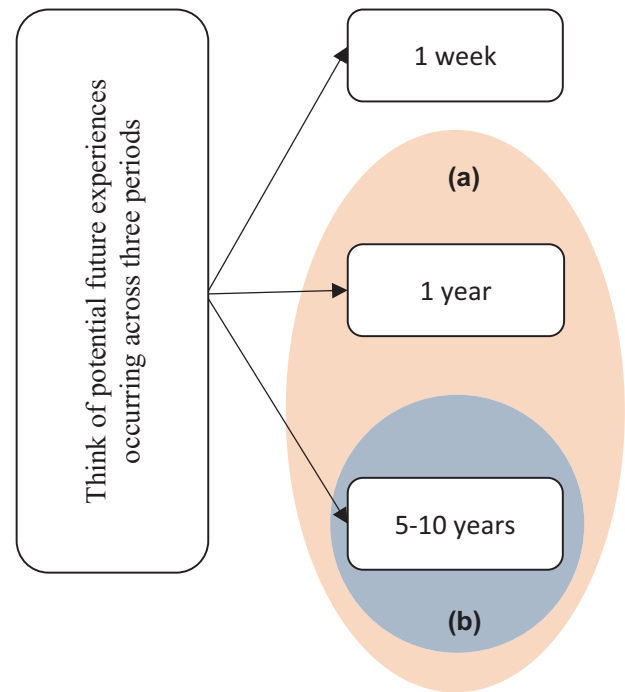 Think of potential future experiences
occurring across three periods
1 week
(a)
1 year
5-10 years
(b)